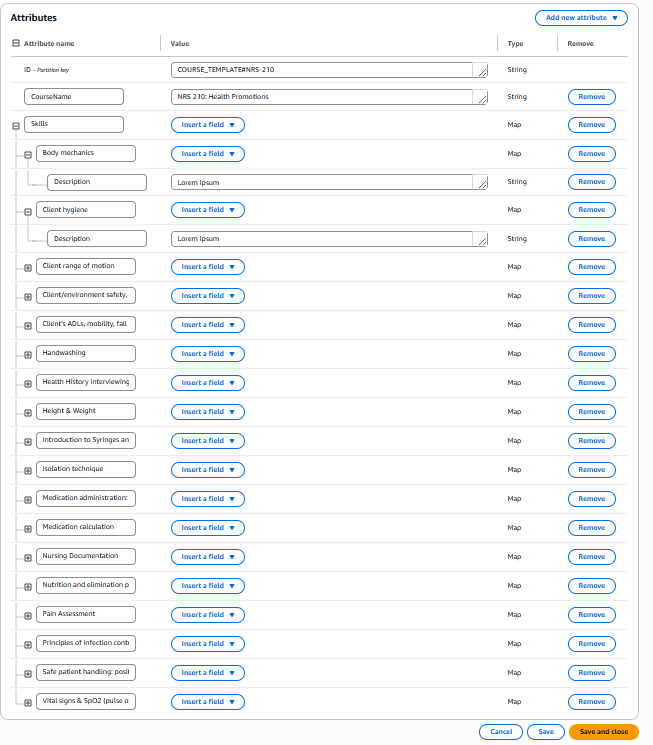 Attributes
Add new attribute
Attribute name Value Type Remove
ID - Partition key COURSE_TEMPLATE#NRS-210 String
CourseName NRS 210: Health Promotions String Remove
Skills Insert a field Map Remove
Body mechanics Insert a field Map Remove
Description Lorem Ipsum String Remove
Client hygiene Insert a field Map Remove
Description Lorem Ipsum String Remove
Client range of motion Insert a field Map Remove
Client/environment safety, Insert a field Map Remove
Client's ADLs, mobility, fall Insert a field Map Remove
Handwashing Insert a field Map Remove
Health History interviewing Insert a field Map Remove
Height & Weight Insert a field Map Remove
Introduction to Syringes an Insert a field Map Remove
Isolation technique Insert a field Map Remove
Medication administration: Insert a field Map Remove
Medication calculation Insert a field Map Remove
Nursing Documentation Insert a field Map Remove
Nutrition and elimination p Insert a field Map Remove
Pain Assessment Insert a field Map Remove
Principles of infection cont Insert a field Map Remove
Safe patient handling: posi Insert a field Map Remove
Vital signs & SpO2 (pulse o Insert a field Map Remove
Cancel Save Save and close